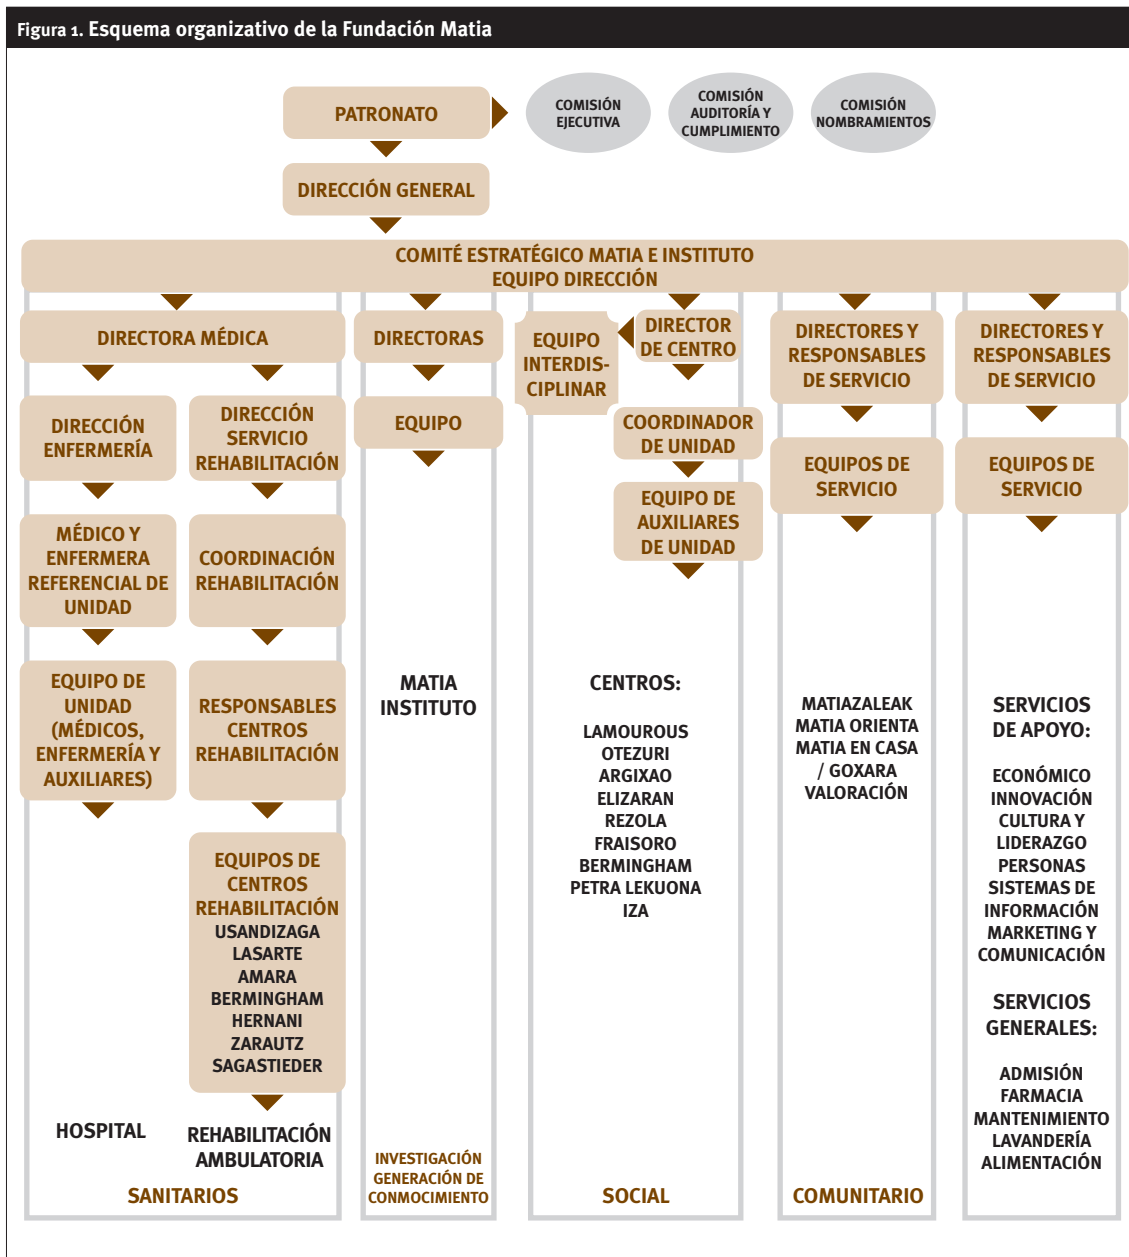 Figura 1. Esquema organizativo de la Fundación Matia
PATRONATO
COMISIÓN
EJECUTIVA
COMISIÓN
AUDITORÍA Y
CUMPLIMIENTO
COMISIÓN
NOMBRAMIENTOS
DIRECCIÓN GENERAL
COMITÉ ESTRATÉGICO MATIA E INSTITUTO
EQUIPO DIRECCIÓN
DIRECTORA MÉDICA
DIRECCIÓN
ENFERMERÍA
MÉDICO Y
ENFERMERA
REFERENCIAL DE
UNIDAD
EQUIPO DE
UNIDAD
(MÉDICOS,
ENFERMERÍA Y
AUXILIARES)
HOSPITAL
DIRECCIÓN
SERVICIO
REHABILITACIÓN
COORDINACIÓN
REHABILITACIÓN
RESPONSABLES
CENTROS
REHABILITACIÓN
EQUIPOS DE
CENTROS
REHABILITACIÓN
USANDIZAGA
LASARTE
AMARA
BERMINGHAM
HERNANI
ZARAUTZ
SAGASTIEDER
REHABILITACIÓN
AMBULATORIA
SANITARIOS
DIRECTORAS
EQUIPO
MATIA
INSTITUTO
INVESTIGACIÓN
GENERACIÓN DE
CONMOCIMIENTO
EQUIPO
INTERDIS-
CIPLINAR
DIRECTOR
DE CENTRO
COORDINADOR
DE UNIDAD
EQUIPO DE
AUXILIARES
DE UNIDAD
CENTROS:
LAMOUROUS
OTEZURI
ARGIXAO
ELIZARAN
REZOLA
FRAISORO
BERMINGHAM
PETRA LEKUONA
IZA
SOCIAL
DIRECTORES Y
RESPONSABLES
DE SERVICIO
EQUIPOS DE
SERVICIO
MATIAZALEAK
MATIA ORIENTA
MATIA EN CASA
/ GOXARA
VALORACIÓN
COMUNITARIO
DIRECTORES Y
RESPONSABLES
DE SERVICIO
EQUIPOS DE
SERVICIO
SERVICIOS
DE APOYO:
ECONÓMICO
INNOVACIÓN
CULTURA Y
LIDERAZGO
PERSONAS
SISTEMAS DE
INFORMACIÓN
MARKETING Y
COMUNICACIÓN
SERVICIOS
GENERALES:
ADMISIÓN
FARMACIA
MANTENIMIENTO
LAVANDERÍA
ALIMENTACIÓN